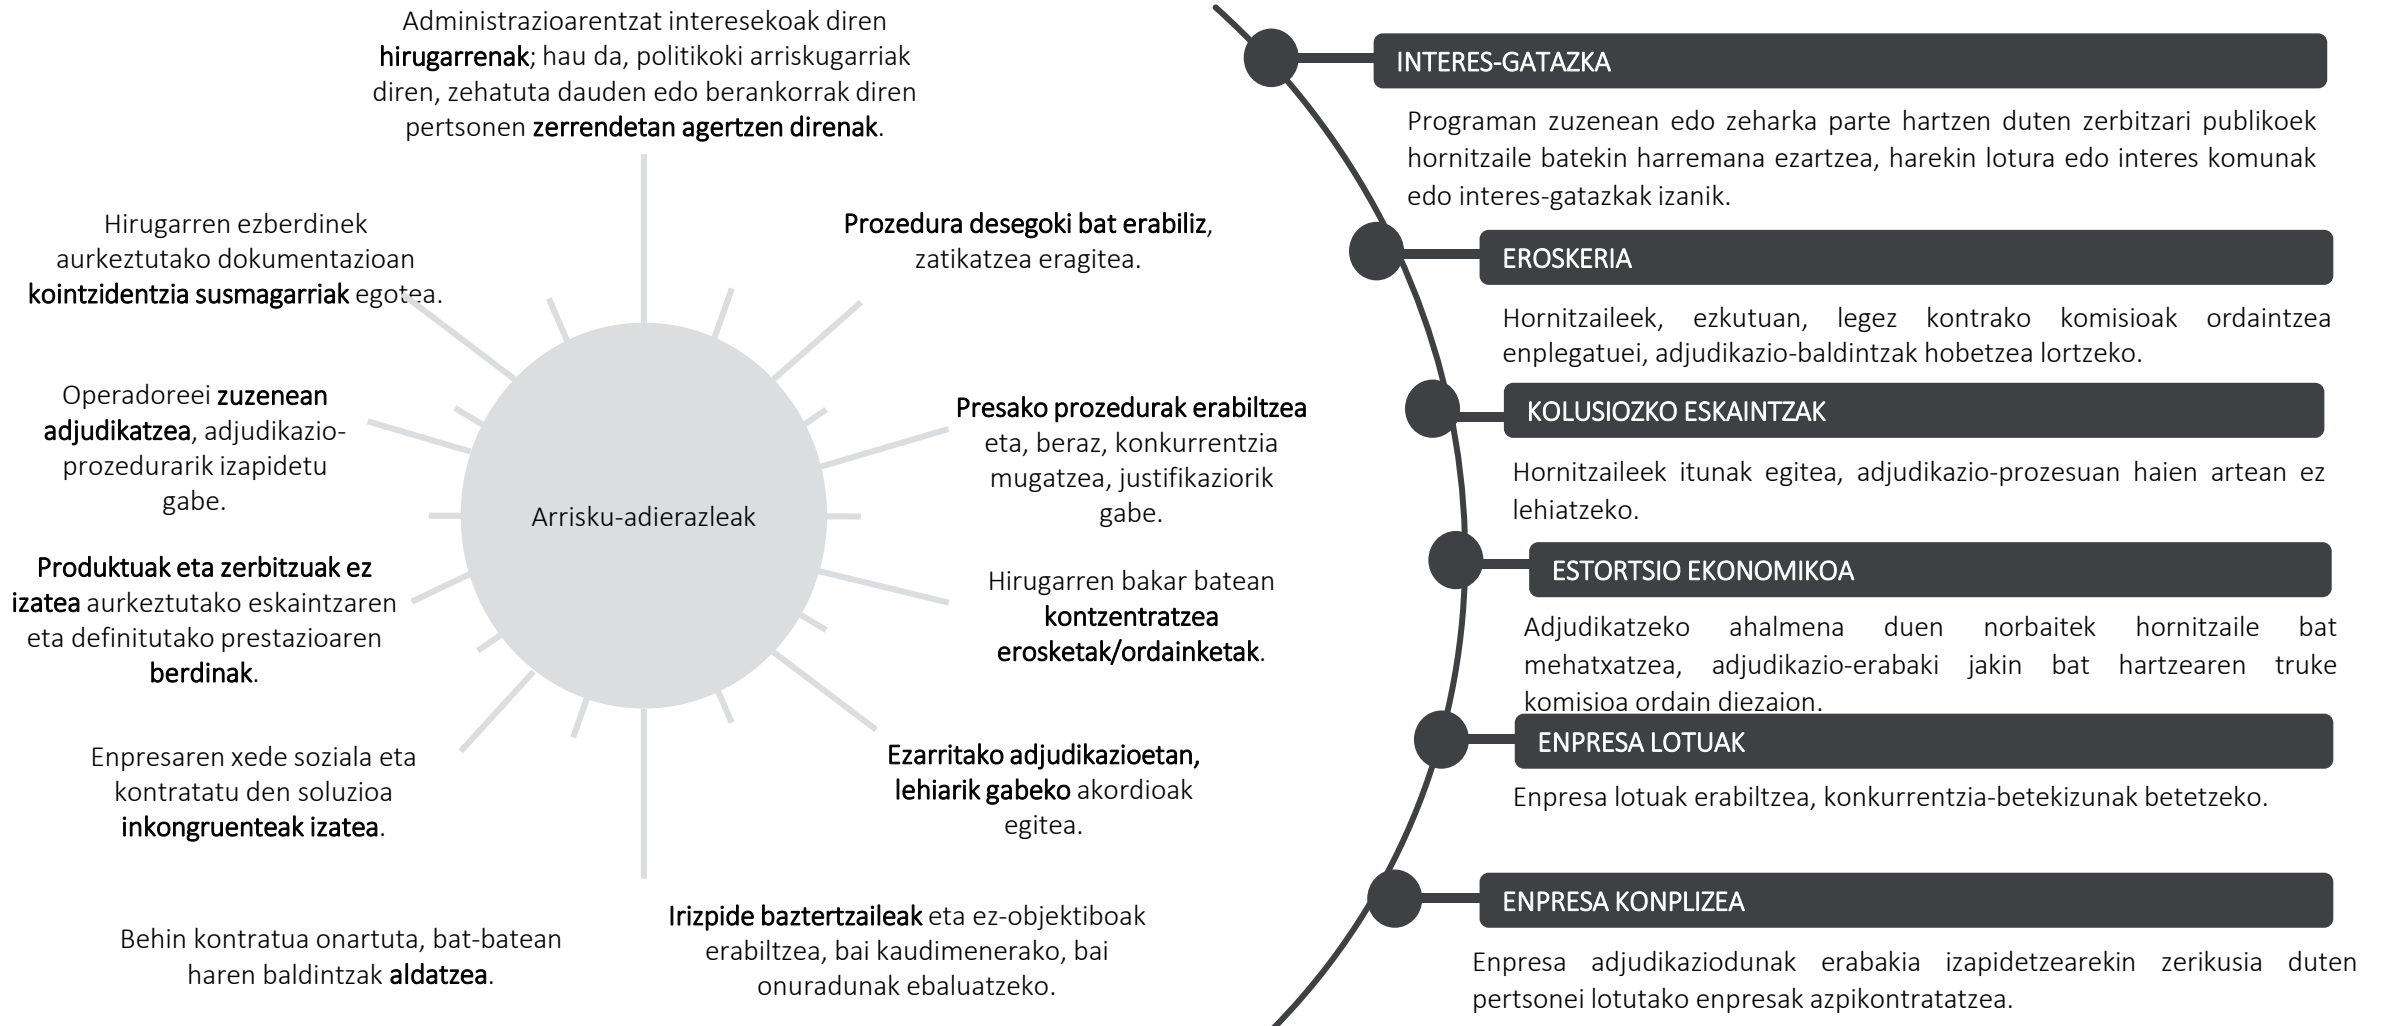 Administrazioarentzat interesekoak diren
hirugarrenak; hau da, politikoki arriskugarriak
diren, zehatuta dauden edo berankorrak diren
pertsonen zerrendetan agertzen direnak.
Hirugarren ezberdinek
aurkeztutako dokumentazioan
kointzidentzia susmagarriak egotea.
Prozedura desegoki bat erabiliz,
zatikatzea eragitea.
Operadoreei zuzenean
adjudikatzea, adjudikazio-
prozedurarik izapidetu
gabe.
Presako prozedurak erabiltzea
eta, beraz, konkurrentzia
mugatzea, justifikaziorik
gabe.
Arrisku-adierazleak
Produktuak eta zerbitzuak ez
izatea aurkeztutako eskaintzaren
eta definitutako prestazioaren
berdinak.
Hirugarren bakar batean
kontzentratzea
erosketak/ordainketak.
Enpresaren xede soziala eta
kontratatu den soluzioa
inkongruenteak izatea.
Ezarritako adjudikazioetan,
lehiarik gabeko akordioak
egitea.
Behin kontratua onartuta, bat-batean
haren baldintzak aldatzea.
Irizpide baztertzaileak eta ez-objektiboak
erabiltzea, bai kaudimenerako, bai
onuradunak ebaluatzeko.
INTERES-GATAZKA
Programan zuzenean edo zeharka parte hartzen duten zerbitzari publikoek
hornitzaile batekin harremana ezartzea, harekin lotura edo interes komunak
edo interes-gatazkak izanik.
EROSKERIA
Hornitzaileek, ezkutuan, legez kontrako komisioak ordaintzea
enplegatuei, adjudikazio-baldintzak hobetzea lortzeko.
KOLUSIOZKO ESKAINTZAK
Hornitzaileek itunak egitea, adjudikazio-prozesuan haien artean ez
lehiatzeko.
ESTORTSIO EKONOMIKOA
Adjudikatzeko ahalmena duen norbaitek hornitzaile bat
mehatxatzea, adjudikazio-erabaki jakin bat hartzearen truke
komisioa ordain diezaion.
ENPRESA LOTUAK
Enpresa lotuak erabiltzea, konkurrentzia-betekizunak betetzeko.
ENPRESA KONPLIZEA
Enpresa adjudikaziodunak erabakia izapidetzearekin zerikusia duten
pertsonei lotutako enpresak azpikontratatzea.